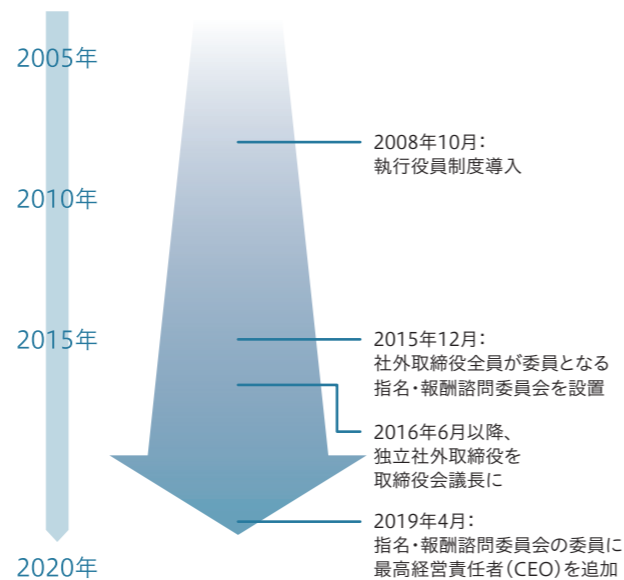 2005年
2008年10月：
執行役員制度導入
2010年
2015年
2015年12月：
社外取締役全員が委員となる
指名・報酬諮問委員会を設置
2016年6月以降、
独立社外取締役を
取締役会議長に
2019年4月：
指名・報酬諮問委員会の委員に
最高経営責任者（CEO）を追加
2020年